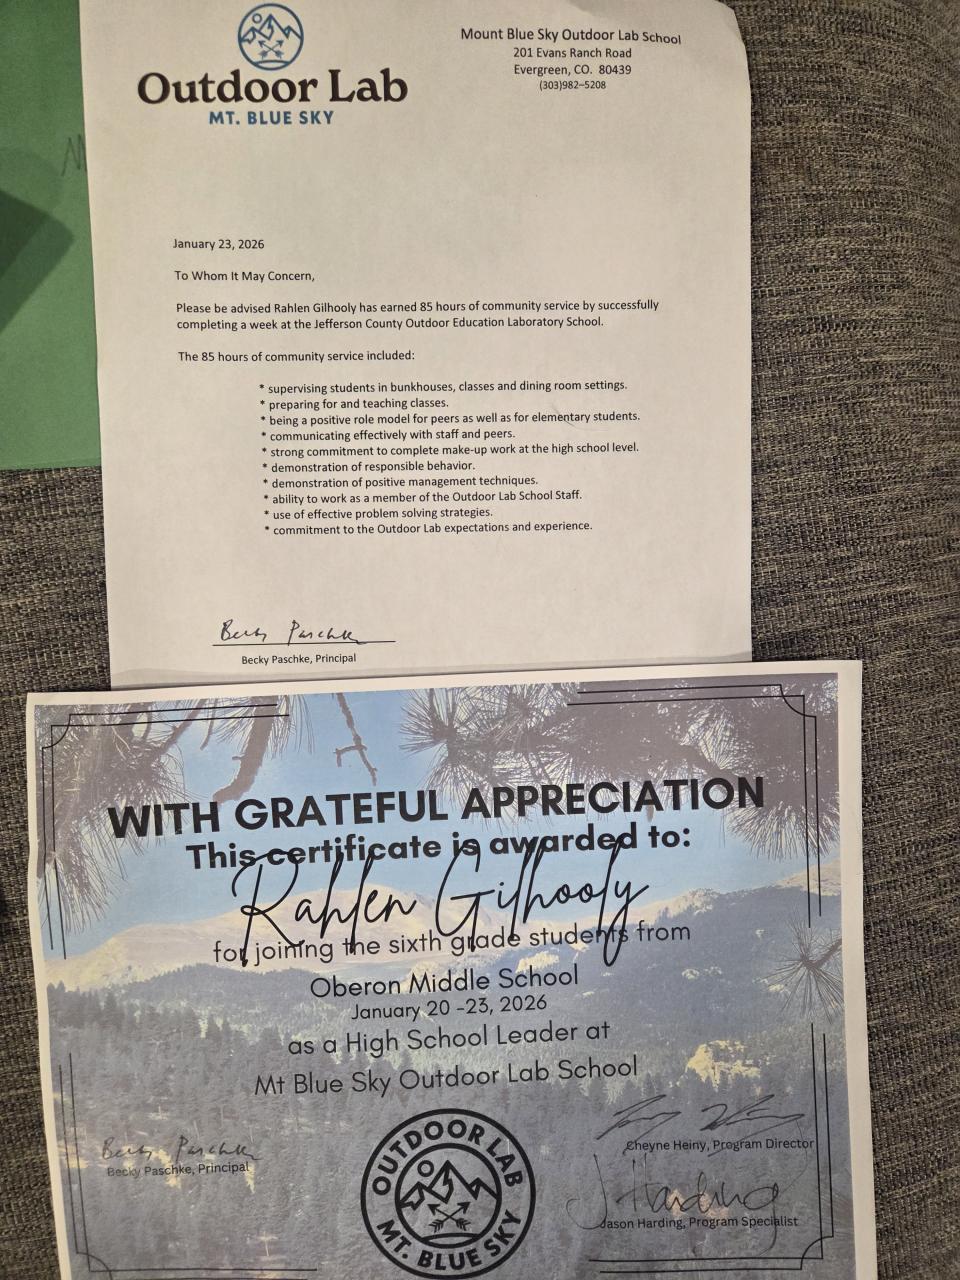 Outdoor Lab
MT. BLUE SKY
Mount Blue Sky Outdoor Lab School
201 Evans Ranch Road
Evergreen, CO. 80439
(303)982–5208
January 23, 2026
To Whom It May Concern,
Please be advised Rahlen Gilhooly has earned 85 hours of community service by successfully
completing a week at the Jefferson County Outdoor Education Laboratory School.
The 85 hours of community service included:
* supervising students in bunkhouses, classes and dining room settings.
* preparing for and teaching classes.
* being a positive role model for peers as well as for elementary students.
* communicating effectively with staff and peers.
* strong commitment to complete make-up work at the high school level.
* demonstration of responsible behavior.
* demonstration of positive management techniques.
* ability to work as a member of the Outdoor Lab School Staff.
* use of effective problem solving strategies.
* commitment to the Outdoor Lab expectations and experience.
Becky Paschke
Becky Paschke, Principal
WITH GRATEFUL APPRECIATION
This certificate is awarded to:
Rahlen Gilhooly
for joining the sixth grade students from
Oberon Middle School
January 20 -23, 2026
as a High School Leader at
Mt Blue Sky Outdoor Lab School
Becky Paschke
Becky Paschke, Principal
OUTDOOR LAB
MT. BLUE SKY
Cheyne Heiny, Program Director
J Harding
Jason Harding, Program Specialist